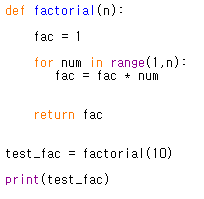 def factorial(n):
    fac = 1
    for num in range(1,n):
        fac = fac * num
    return fac
test_fac = factorial(10)
print(test_fac)